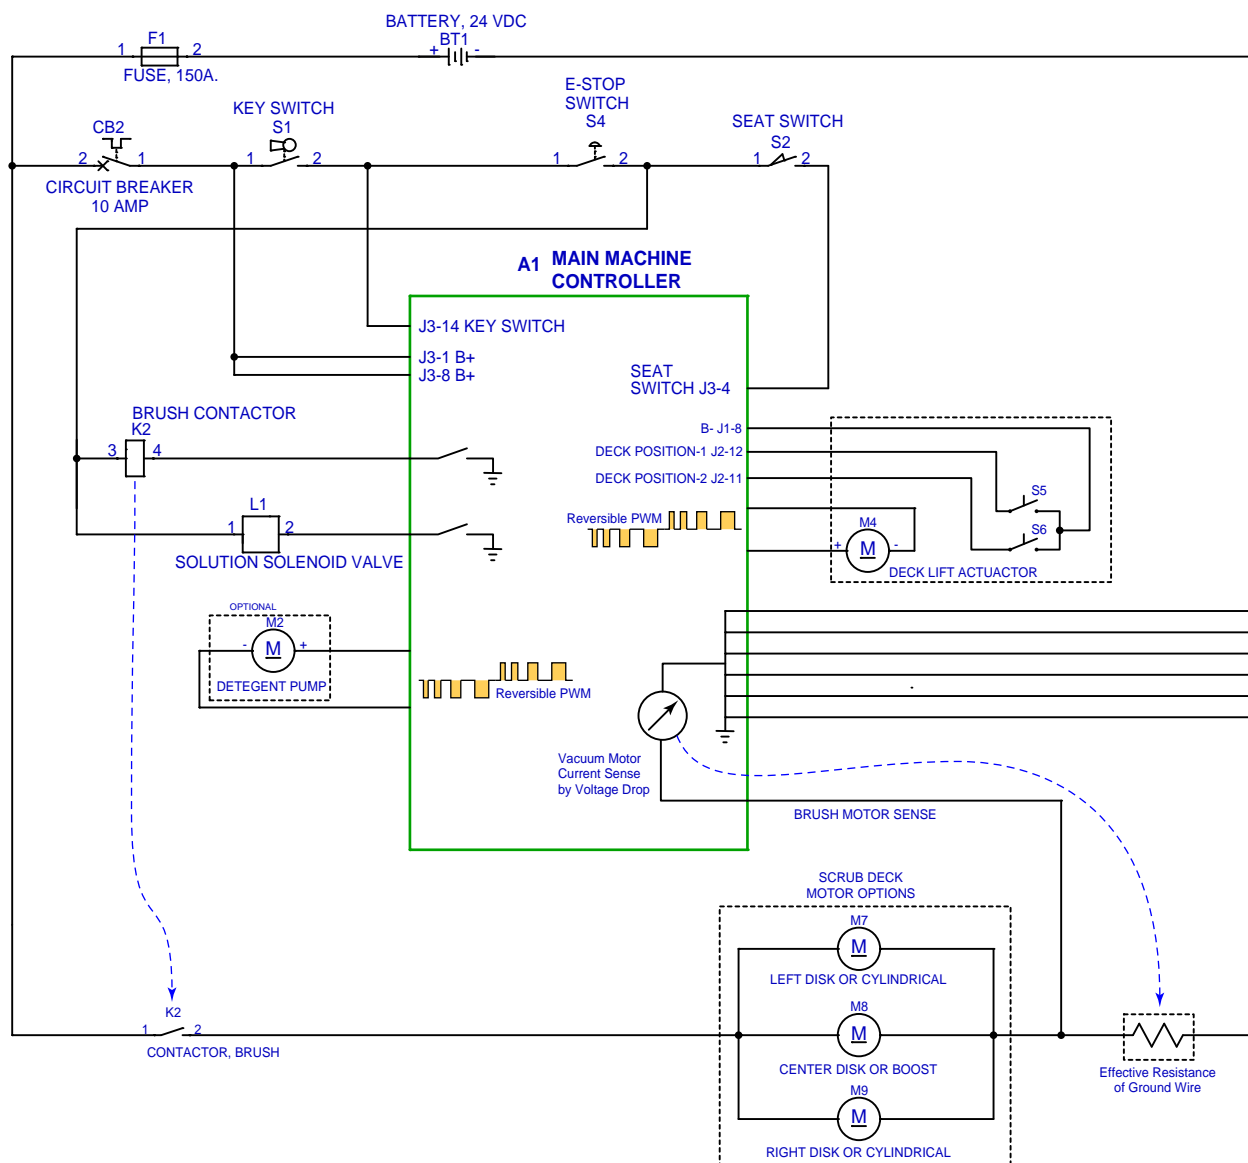 BATTERY, 24 VDC
F1
BT1
1
2
+
-
FUSE, 150A.
E-STOP
SWITCH
S4
KEY SWITCH
S1
SEAT SWITCH
S2
CB2
2
1
1
2
1
2
1
2
CIRCUIT BREAKER
10 AMP
A1
MAIN MACHINE
CONTROLLER
J3-14 KEY SWITCH
J3-1 B+
J3-8 B+
SEAT
SWITCH J3-4
BRUSH CONTACTOR
K2
3
4
B- J1-8
DECK POSITION-1 J2-12
DECK POSITION-2 J2-11
S5
S6
L1
1
2
SOLUTION SOLENOID VALVE
Reversible PWM
M4
+
M
-
DECK LIFT ACTUACTOR
OPTIONAL
M2
-
M
+
DETEGENT PUMP
Reversible PWM
Vacuum Motor
Current Sense
by Voltage Drop
BRUSH MOTOR SENSE
SCRUB DECK
MOTOR OPTIONS
M7
M
LEFT DISK OR CYLINDRICAL
K2
1
2
CONTACTOR, BRUSH
M8
M
CENTER DISK OR BOOST
Effective Resistance
of Ground Wire
M9
M
RIGHT DISK OR CYLINDRICAL